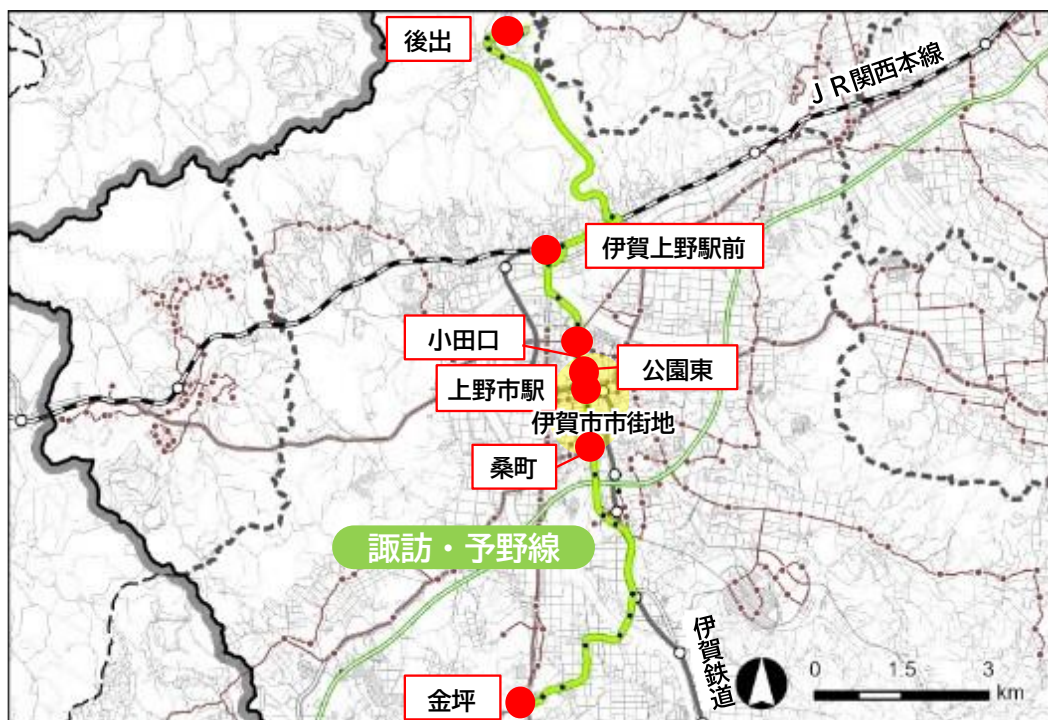 後出
ＪＲ関西本線
伊賀上野駅前
小田口
公園東
上野市駅
伊賀市市街地
桑町
諏訪・予野線
伊賀鉄道
金坪
0 1.5 3
km